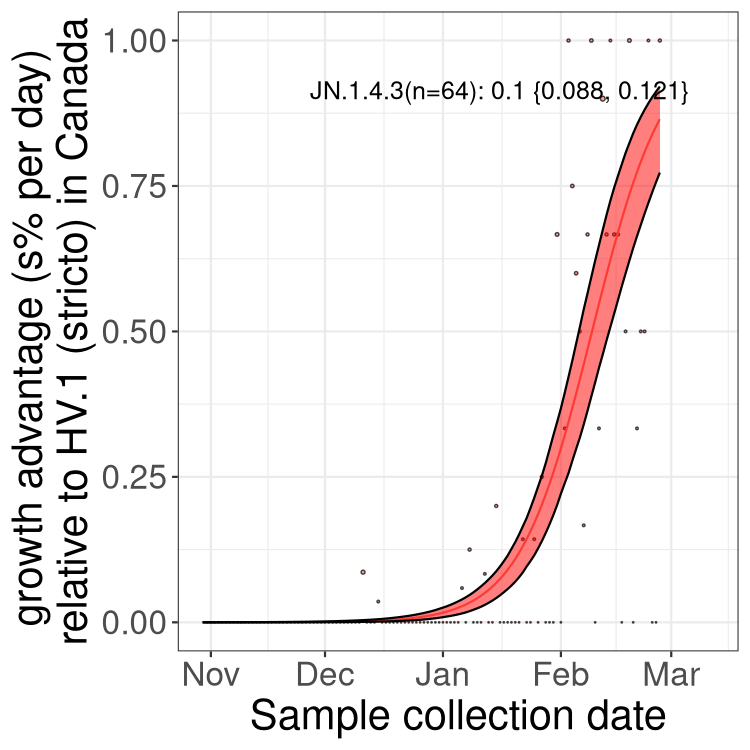 growth advantage (s% per day)
relative to HV.1 (stricto) in Canada
1.00
0.75
0.50
0.25
0.00
JN.1.4.3(n=64): 0.1 {0.088, 0.121}
Nov Dec Jan Feb Mar
Sample collection date